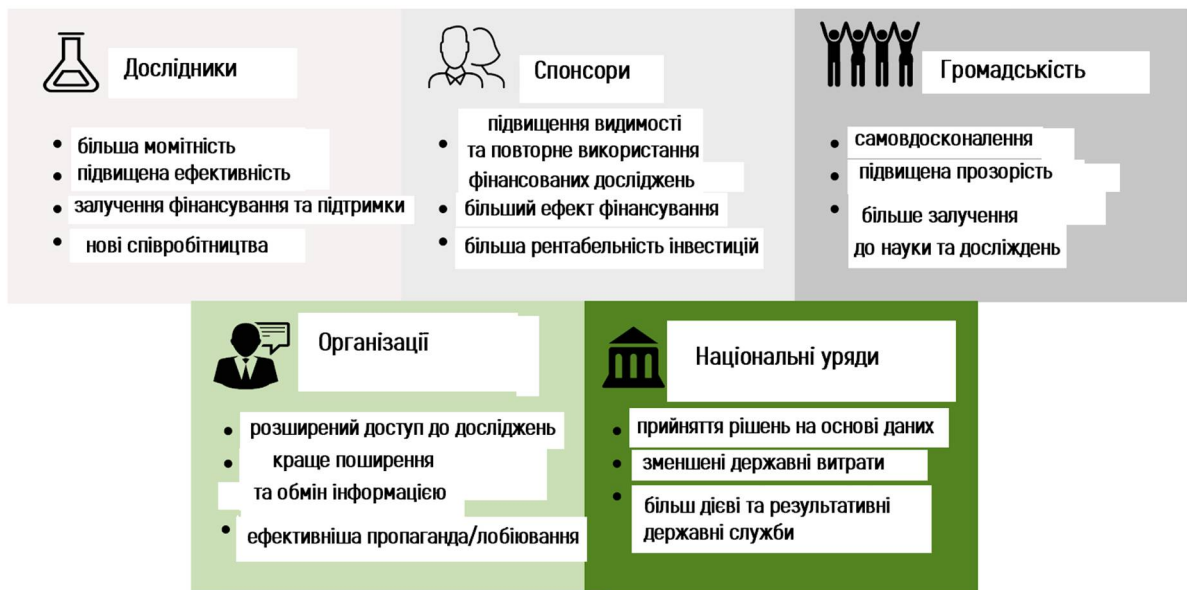 Дослідники
більша момітність
підвищена ефективність
залучення фінансування та підтримки
нові співробітництва
Спонсори
підвищення видимості
та повторне використання
фінансованих досліджень
більший ефект фінансування
більша рентабельність інвестицій
Громадськість
самовдосконалення
підвищена прозорість
більше залучення
до науки та досліждень
Організації
розширений доступ до досліджень
краще поширення
та обмін інформацією
ефективніша пропаганда/лобіювання
Національні уряди
прийняття рішень на основі даних
зменшені державні витрати
більш дієві та результативні
державні служби